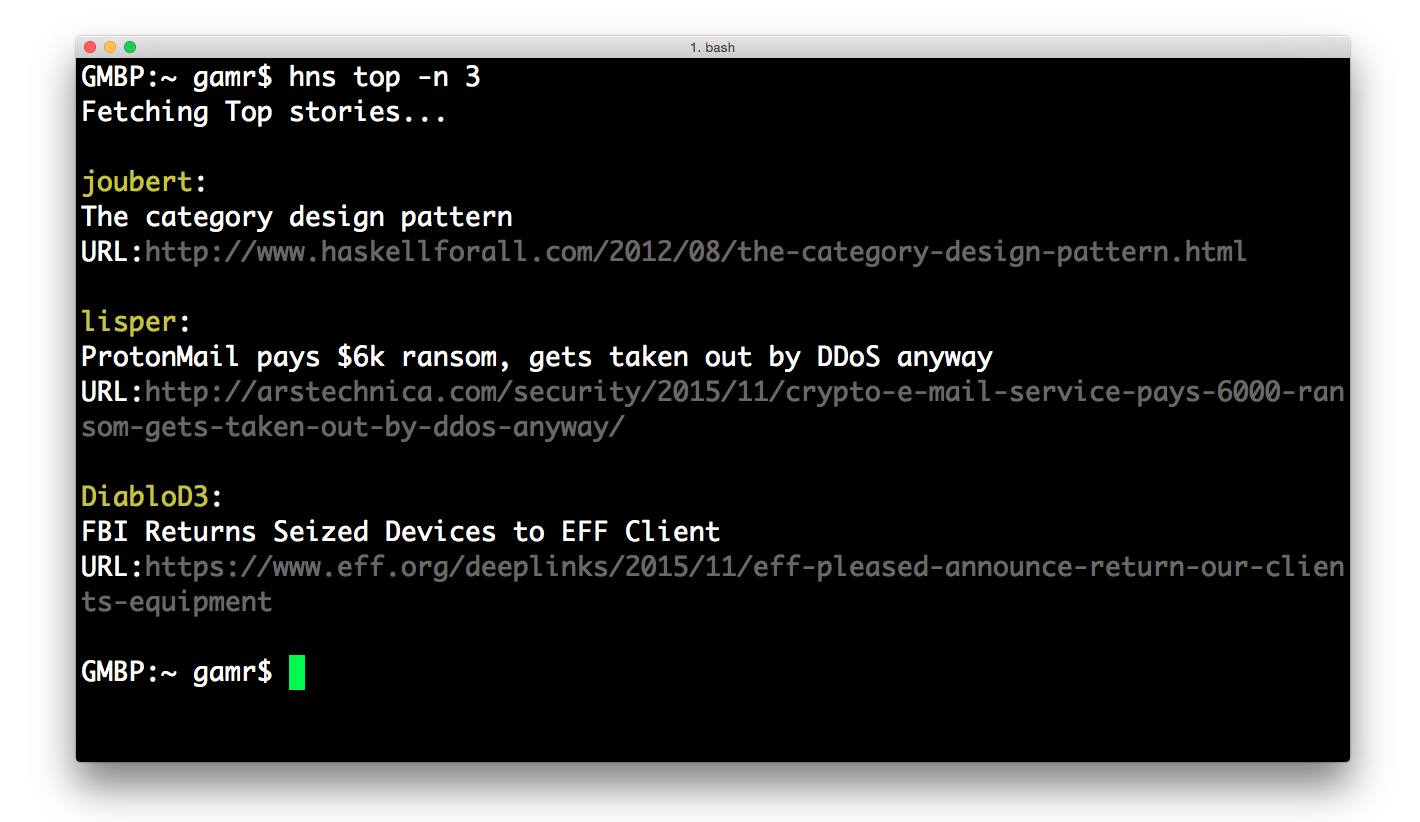 1. bash
GMBP:~ gamr$ hns top -n 3
Fetching Top stories...
joubert:
The category design pattern
URL:http://www.haskellforall.com/2012/08/the-category-design-pattern.html
lisper:
ProtonMail pays $6k ransom, gets taken out by DDoS anyway
URL:http://arstechnica.com/security/2015/11/crypto-e-mail-service-pays-6000-ran
som-gets-taken-out-by-ddos-anyway/
DiabloD3:
FBI Returns Seized Devices to EFF Client
URL:https://www.eff.org/deeplinks/2015/11/eff-pleased-announce-return-our-clien
ts-equipment
GMBP:~ gamr$